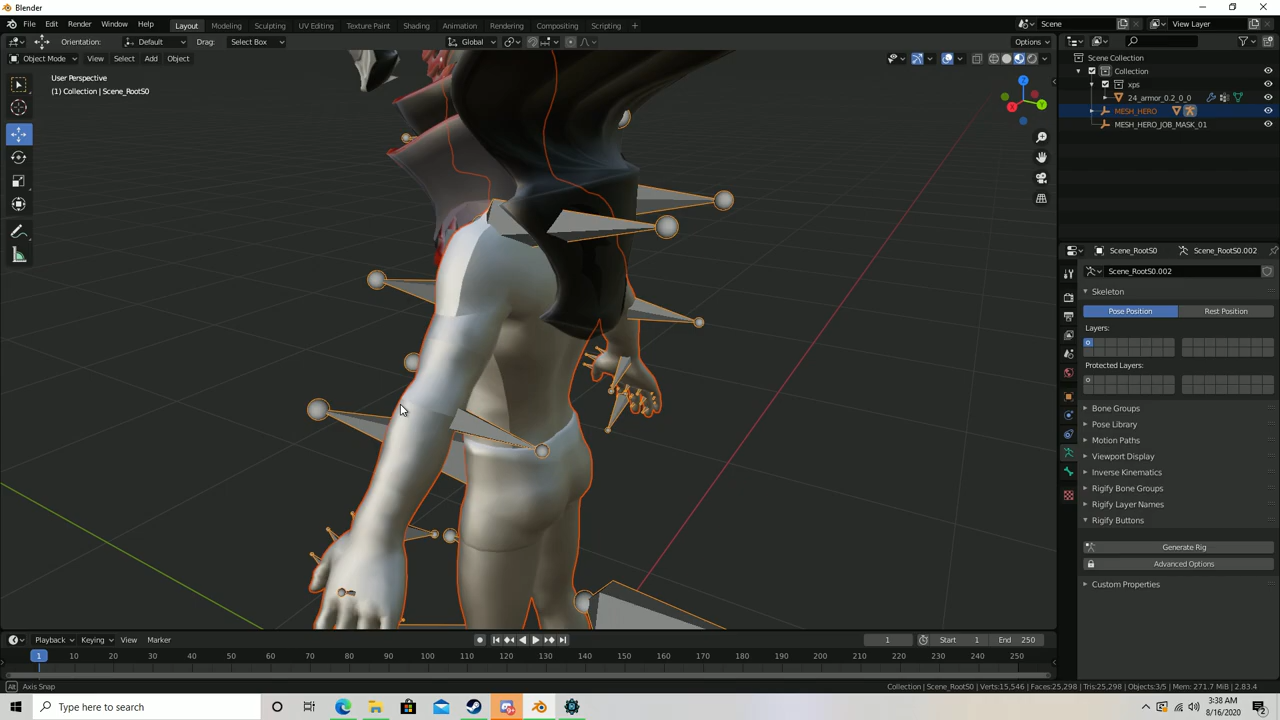 Blender
File Edit Render Window Help Layout Modeling Sculpting UV Editing Texture Paint Shading Animation Rendering Compositing Scripting + Scene View Layer
Orientation: Default Drag: Select Box Global Options
Object Mode View Select Add Object
User Perspective
(1) Collection | Scene_RootS0
Z
Y
X
Scene Collection
Collection
xps
24_armor_0.2_0_0
MESH_HERO
MESH_HERO_JOB_MASK_01
Scene_RootS0 Scene_RootS0.002
Scene_RootS0.002
Skeleton
Pose Position Rest Position
Layers:
Protected Layers:
Bone Groups
Pose Library
Motion Paths
Viewport Display
Inverse Kinematics
Rigify Bone Groups
Rigify Layer Names
Rigify Buttons
Generate Rig
Advanced Options
Custom Properties
Playback Keying View Marker 1 Start 1 End 250
1 10 20 30 40 50 60 70 80 90 100 110 120 130 140 150 160 170 180 190 200 210 220 230 240 250
Alt Axis Snap Collection | Scene_RootS0 | Verts:15,546 | Faces:25,298 | Tris:25,298 | Objects:3/5 | Mem: 271.7 MiB | 2.83.4
Type here to search
3:38 AM
8/16/2020